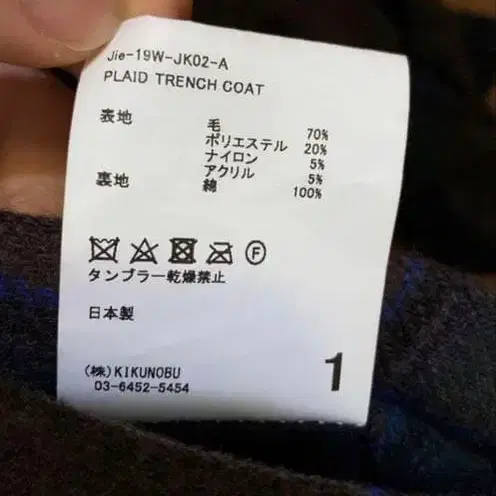 Jie-19W-JK02-A
PLAID TRENCH COAT
表地 毛 70%
ポリエステル 20%
ナイロン 5%
アクリル 5%
裏地 綿 100%
F
タンブラー乾燥禁止
日本製
(株)KIKUNOBU
03-6452-5454
1